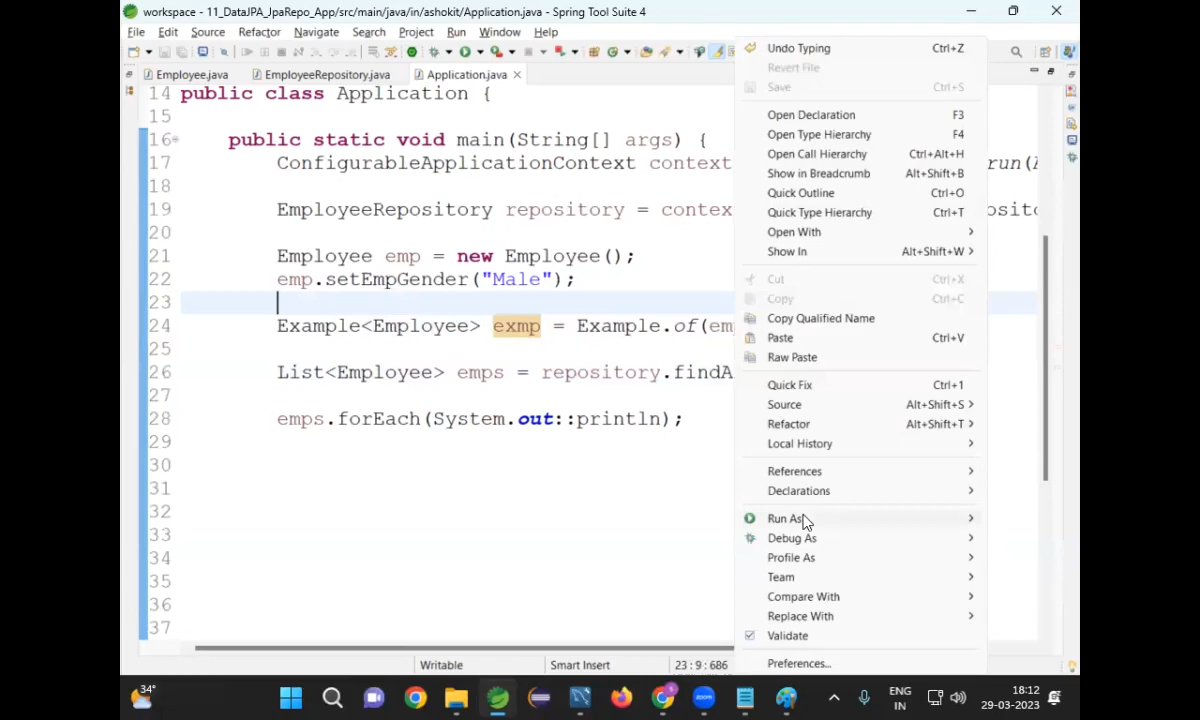 workspace - 11_DataJPA_JpaRepo_App/src/main/java/in/ashokit/Application.java - Spring Tool Suite 4
File Edit Source Refactor Navigate Search Project Run Window Help
Employee.java EmployeeRepository.java Application.java
14 public class Application {
15
16 public static void main(String[] args) {
17 ConfigurableApplicationContext context run(
18
19 EmployeeRepository repository = contex
20
21 Employee emp = new Employee();
22 emp.setEmpGender("Male");
23
24 Example<Employee> exmp = Example.of(em
25
26 List<Employee> emps = repository.findA
27
28 emps.forEach(System.out::println);
29
30
31
32
33
34
35
36
37
Undo Typing Ctrl+Z
Revert File
Save Ctrl+S
Open Declaration F3
Open Type Hierarchy F4
Open Call Hierarchy Ctrl+Alt+H
Show in Breadcrumb Alt+Shift+B
Quick Outline Ctrl+O
Quick Type Hierarchy Ctrl+T
Open With
Show In Alt+Shift+W
Cut Ctrl+X
Copy Ctrl+C
Copy Qualified Name
Paste Ctrl+V
Raw Paste
Quick Fix Ctrl+1
Source Alt+Shift+S
Refactor Alt+Shift+T
Local History
References
Declarations
Run As
Debug As
Profile As
Team
Compare With
Replace With
Validate
Preferences...
Writable Smart Insert 23 : 9 : 686
34°
zoom
ENG
IN
18:12
29-03-2023